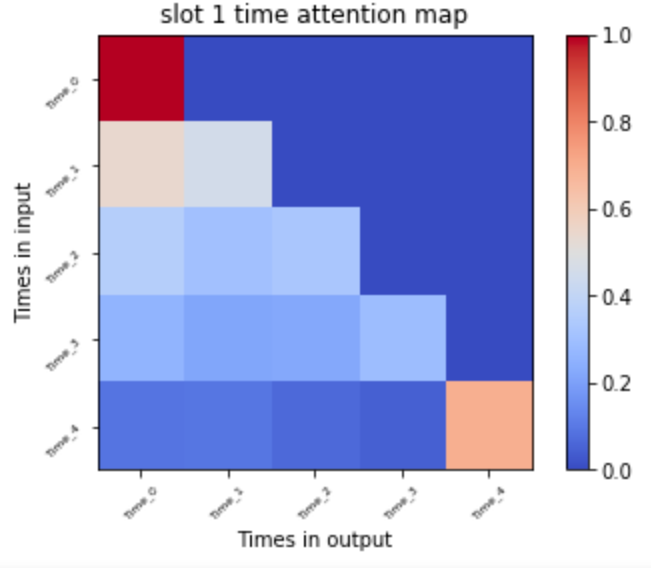 slot 1 time attention map
Times in input
Time_0
Time_1
Time_2
Time_3
Time_4
Time_0
Time_1
Time_2
Time_3
Time_4
Times in output
1.0
0.8
0.6
0.4
0.2
0.0